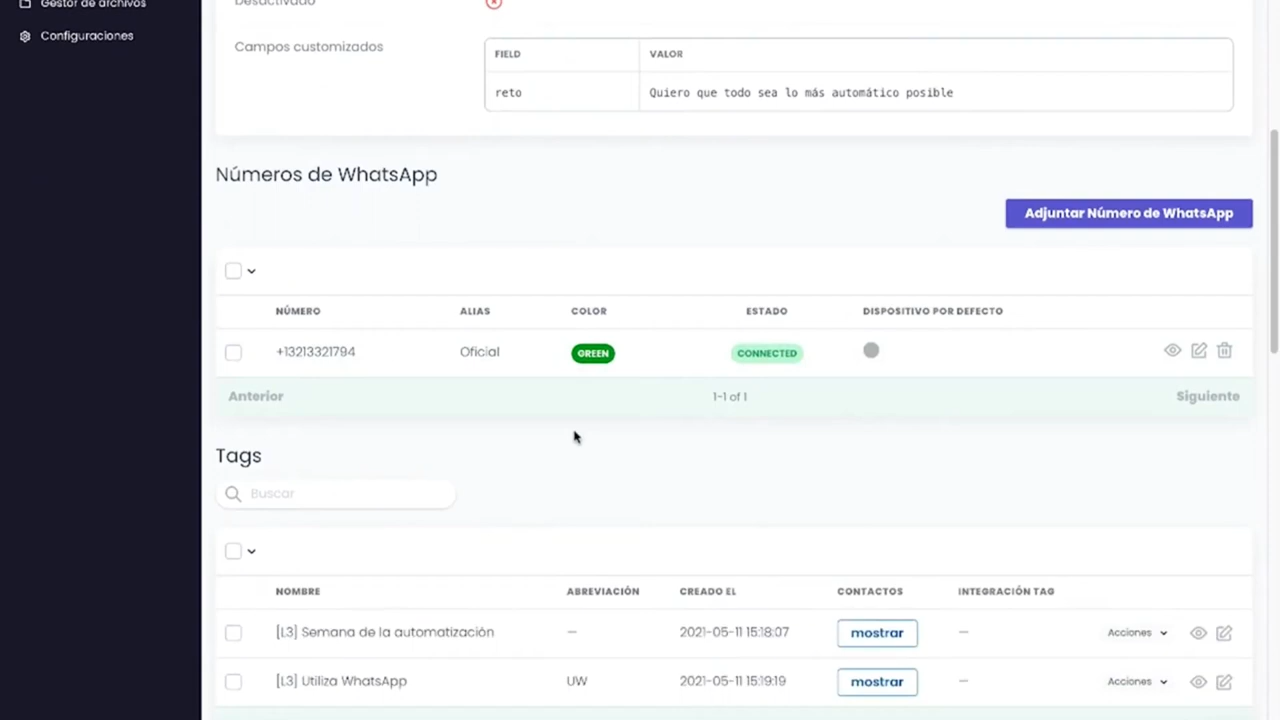 Gestor de archivos
Configuraciones
Desactivado
Campos customizados
FIELD VALOR
reto Quiero que todo sea lo más automático posible
Números de WhatsApp
Adjuntar Número de WhatsApp
NÚMERO ALIAS COLOR ESTADO DISPOSITIVO POR DEFECTO
+13213321794 Oficial GREEN CONNECTED
Anterior 1-1 of 1 Siguiente
Tags
Buscar
NOMBRE ABREVIACIÓN CREADO EL CONTACTOS INTEGRACIÓN TAG
[L3] Semana de la automatización — 2021-05-11 15:18:07 mostrar — Acciones
[L3] Utiliza WhatsApp UW 2021-05-11 15:19:19 mostrar — Acciones